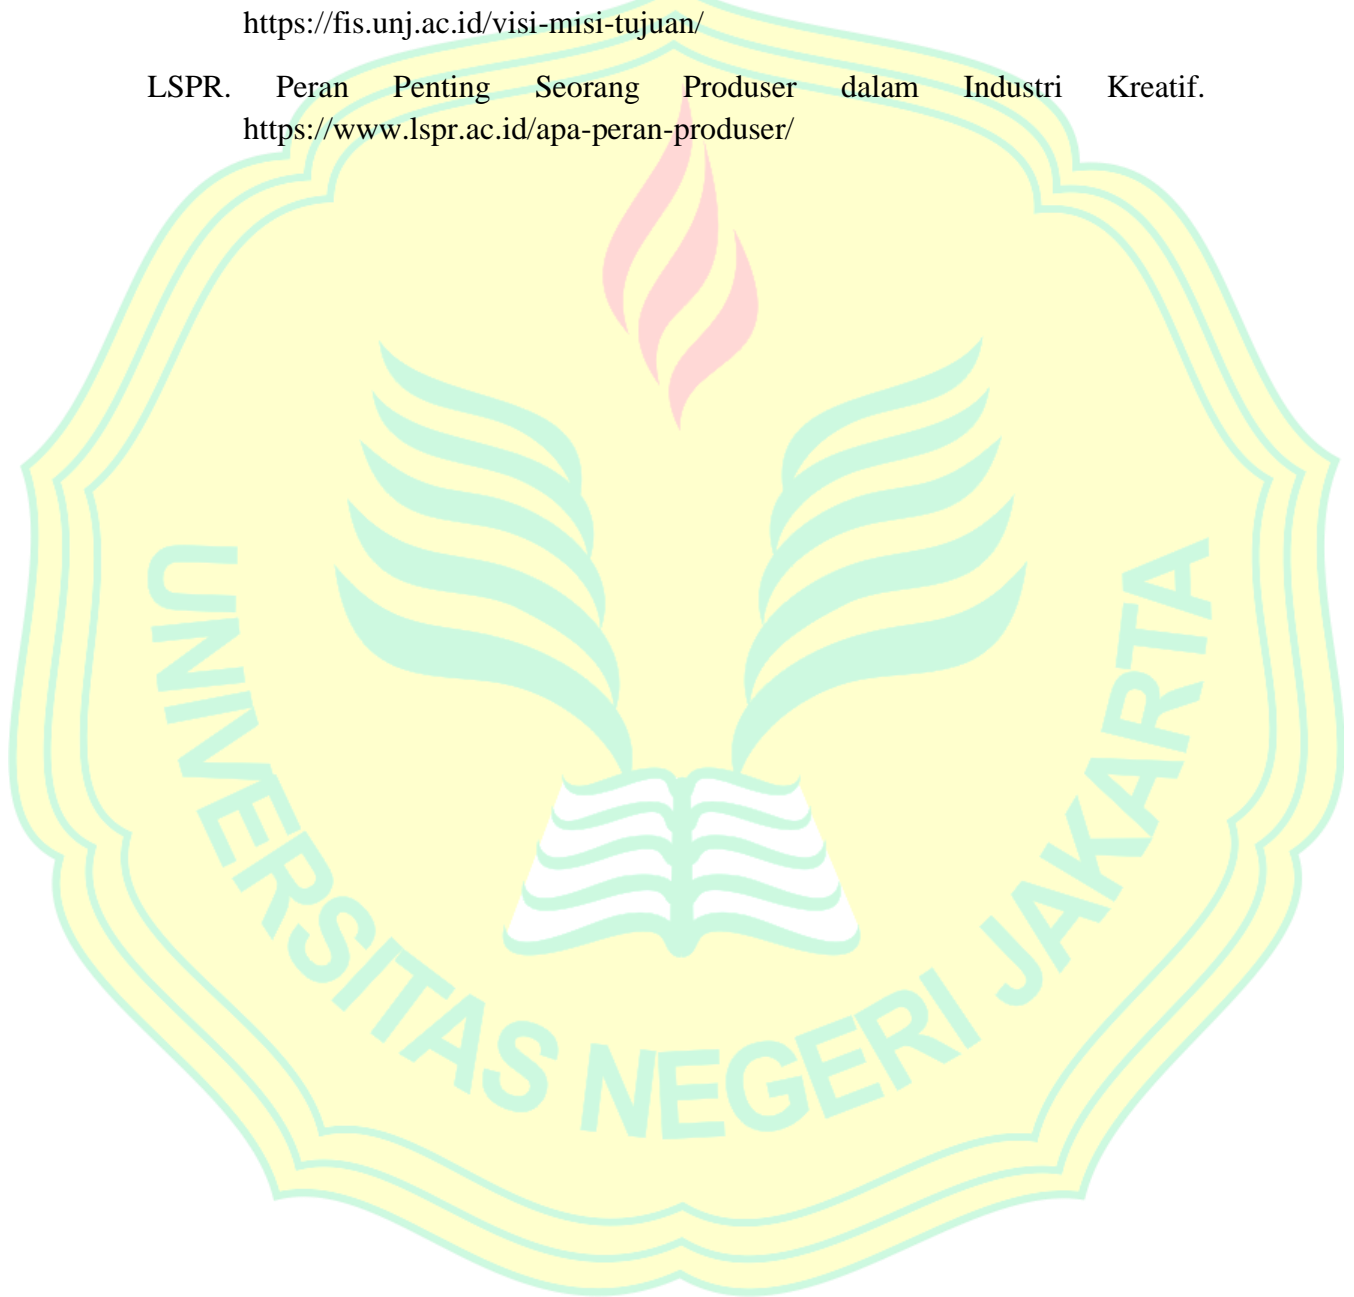 https://fis.unj.ac.id/visi-misi-tujuan/
LSPR. Peran Penting Seorang Produser dalam Industri Kreatif.
https://www.lspr.ac.id/apa-peran-produser/
UNIVERSITAS NEGERI JAKARTA